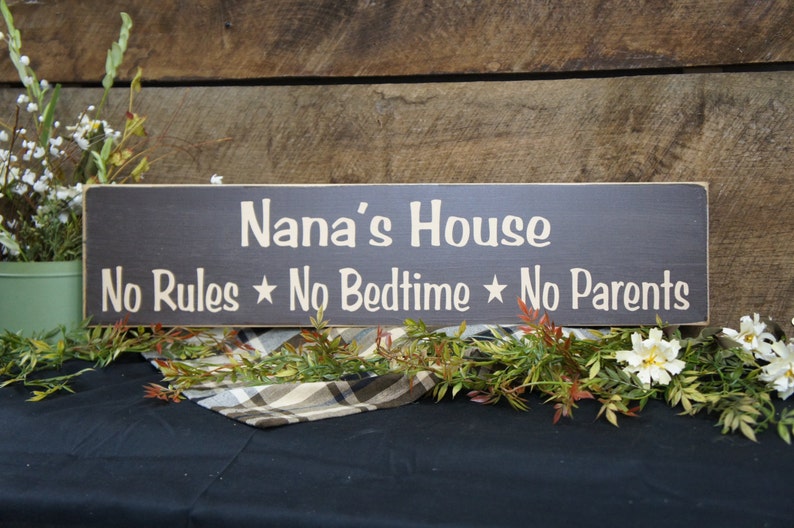 Nana's House
No Rules ★ No Bedtime ★ No Parents